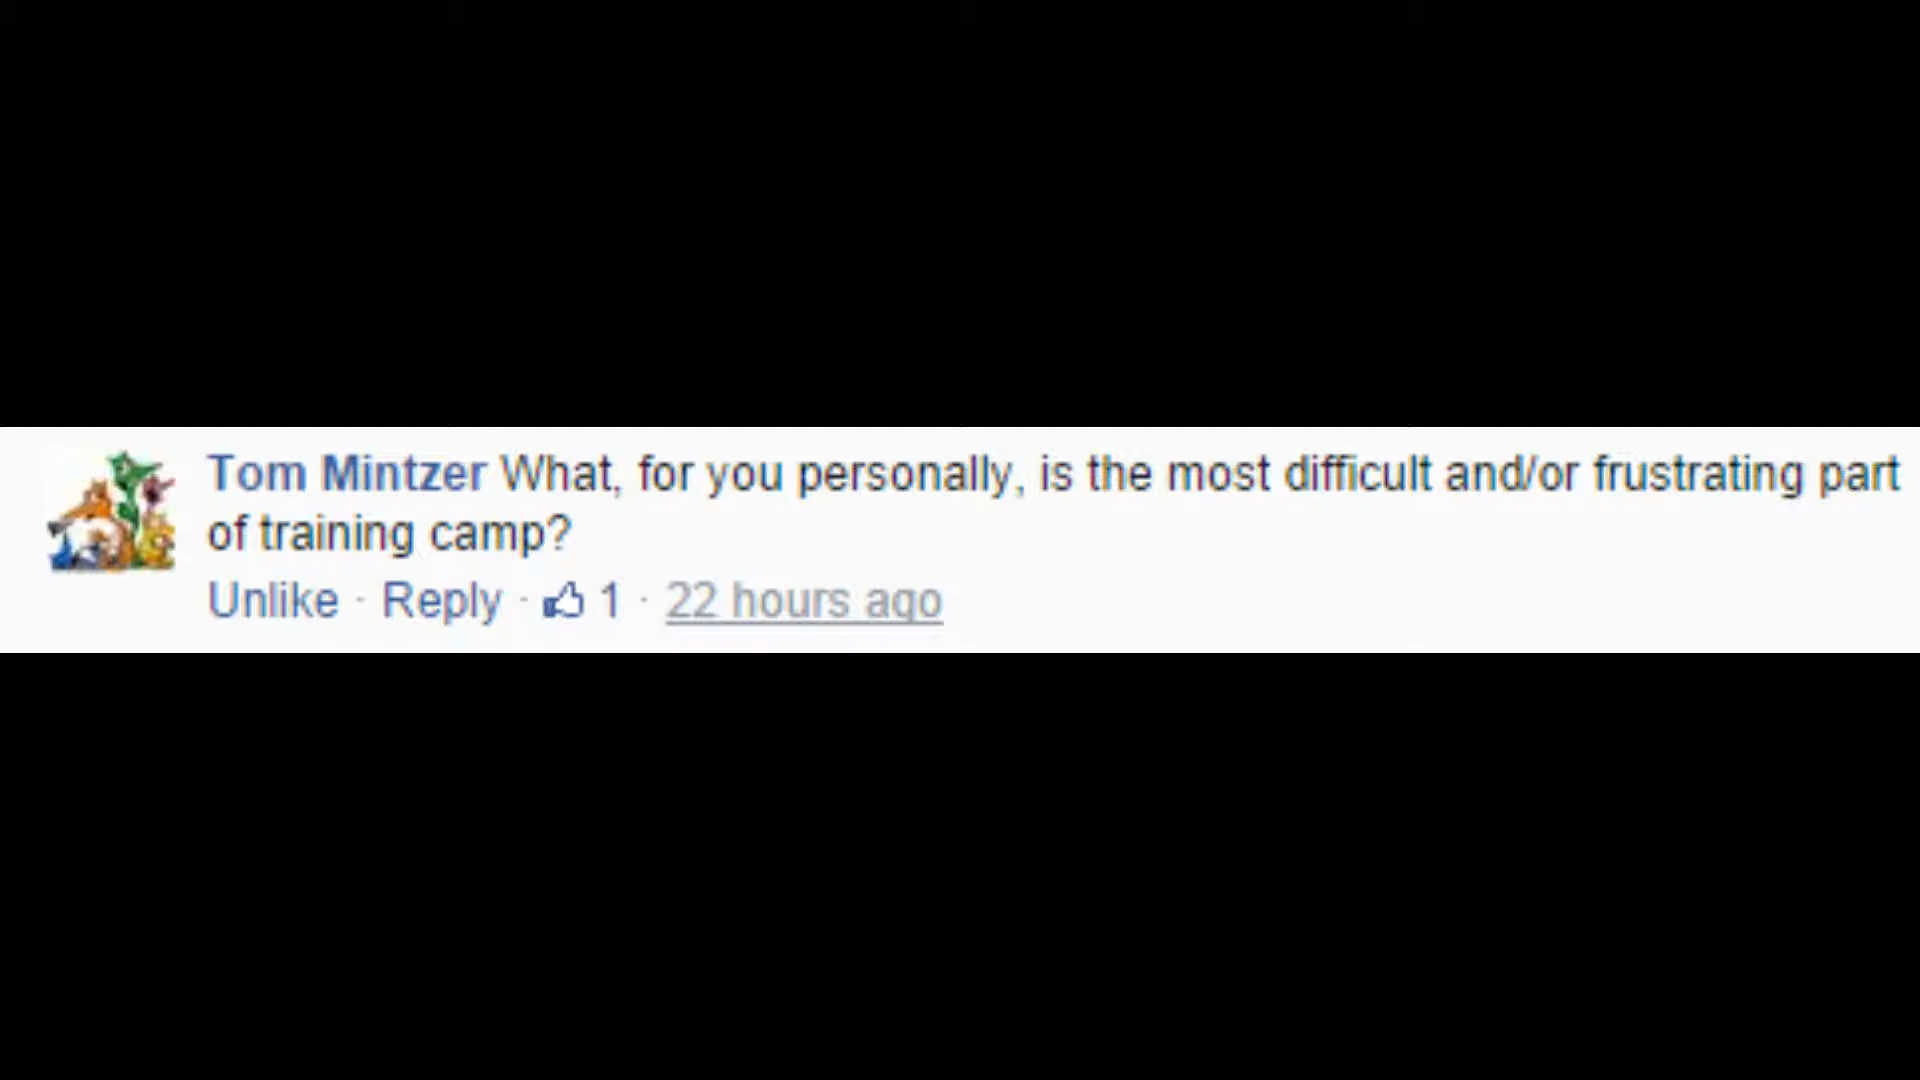 Tom Mintzer What, for you personally, is the most difficult and/or frustrating part
of training camp?
Unlike · Reply · 1 · 22 hours ago